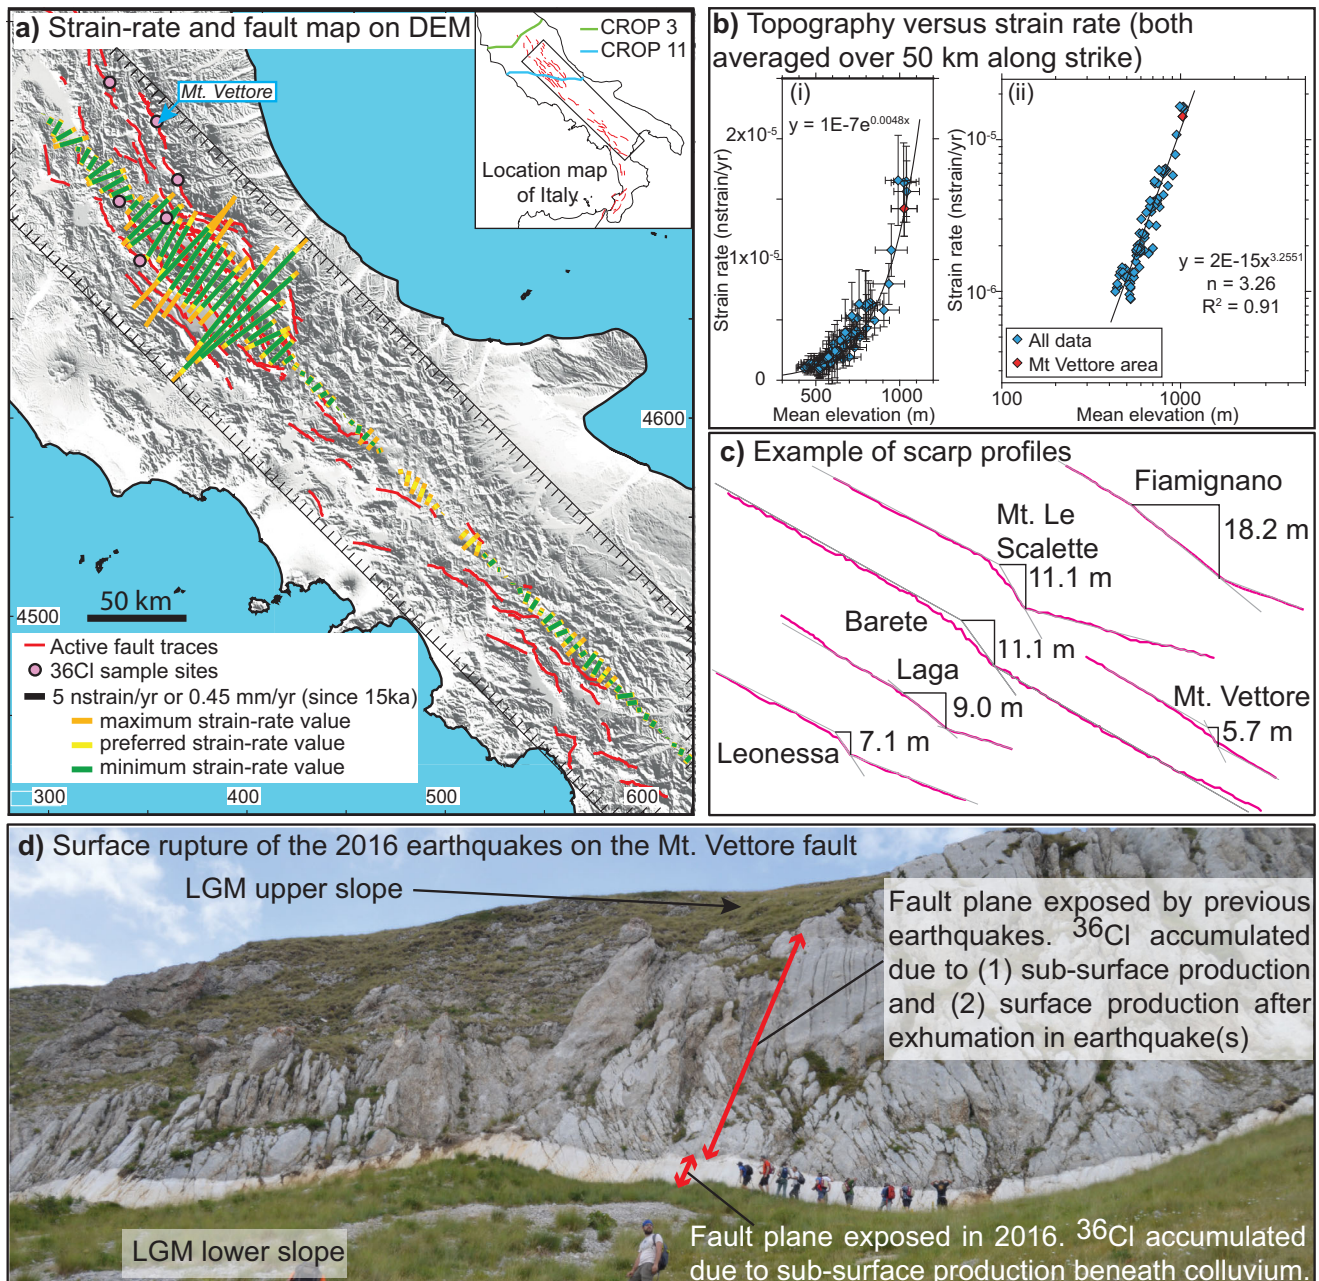 a) Strain-rate and fault map on DEM
CROP 3
CROP 11
Mt. Vettore
Location map
of Italy
4600
4500
50 km
Active fault traces
36Cl sample sites
5 nstrain/yr or 0.45 mm/yr (since 15ka)
maximum strain-rate value
preferred strain-rate value
minimum strain-rate value
300
400
500
600
b) Topography versus strain rate (both
averaged over 50 km along strike)
(i)
y = 1E-7e^0.0048x
2x10^-5
1x10^-5
0
Strain rate (nstrain/yr)
500
1000
Mean elevation (m)
(ii)
10^-5
10^-6
Strain rate (nstrain/yr)
y = 2E-15x^3.2551
n = 3.26
R² = 0.91
All data
Mt Vettore area
100
1000
Mean elevation (m)
c) Example of scarp profiles
Fiamignano
18.2 m
Mt. Le
Scalette
11.1 m
Barete
11.1 m
Laga
9.0 m
Mt. Vettore
5.7 m
Leonessa
7.1 m
d) Surface rupture of the 2016 earthquakes on the Mt. Vettore fault
LGM upper slope
Fault plane exposed by previous
earthquakes. ³⁶Cl accumulated
due to (1) sub-surface production
and (2) surface production after
exhumation in earthquake(s)
LGM lower slope
Fault plane exposed in 2016. ³⁶Cl accumulated
due to sub-surface production beneath colluvium.